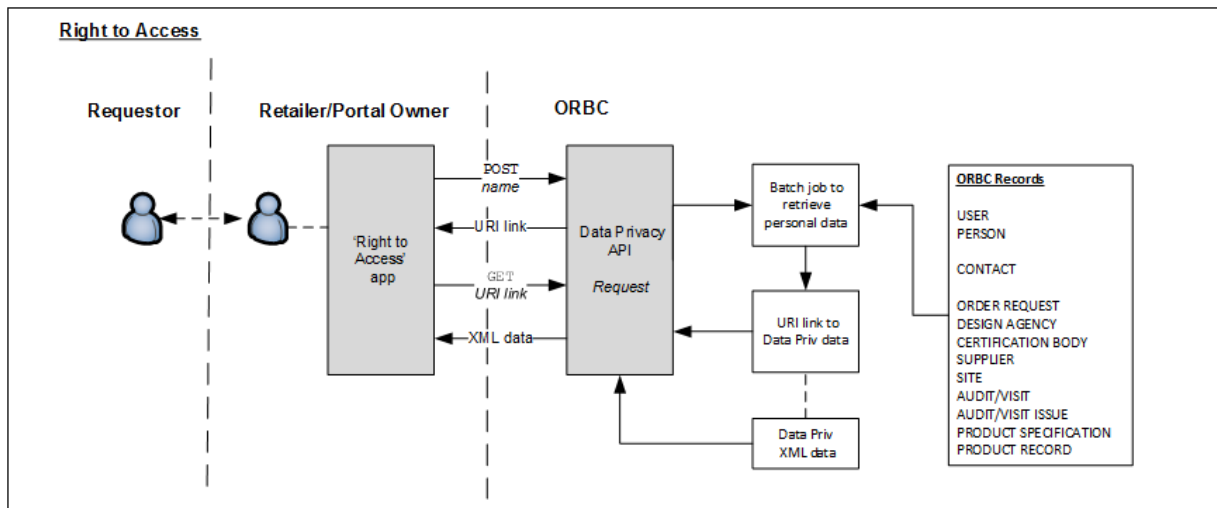 Right to Access
Requestor
Retailer/Portal Owner
ORBC
'Right to
Access'
app
POST
name
URI link
GET
URI link
XML data
Data Privacy
API
Request
Batch job to
retrieve
personal data
URI link to
Data Priv data
Data Priv
XML data
ORBC Records
USER
PERSON
CONTACT
ORDER REQUEST
DESIGN AGENCY
CERTIFICATION BODY
SUPPLIER
SITE
AUDIT/VISIT
AUDIT/VISIT ISSUE
PRODUCT SPECIFICATION
PRODUCT RECORD